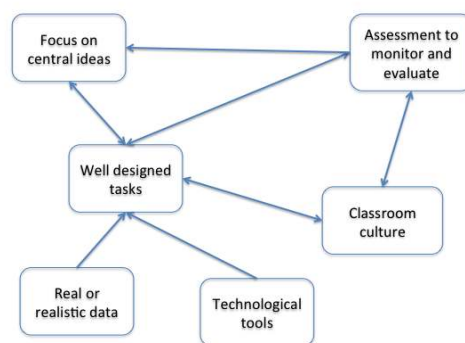 Focus on
central ideas
Assessment to
monitor and
evaluate
Well designed
tasks
Classroom
culture
Real or
realistic data
Technological
tools